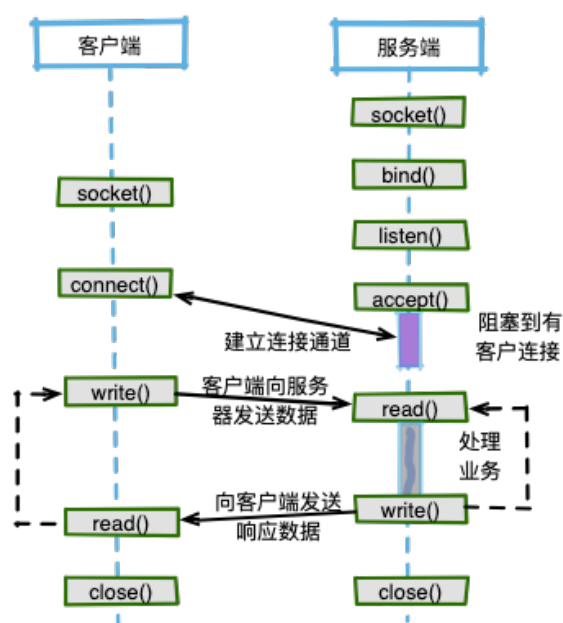 客户端
服务端
socket()
bind()
socket()
listen()
connect()
accept()
阻塞到有
客户连接
建立连接通道
write()
客户端向服务
器发送数据
read()
处理
业务
向客户端发送
响应数据
write()
read()
close()
close()